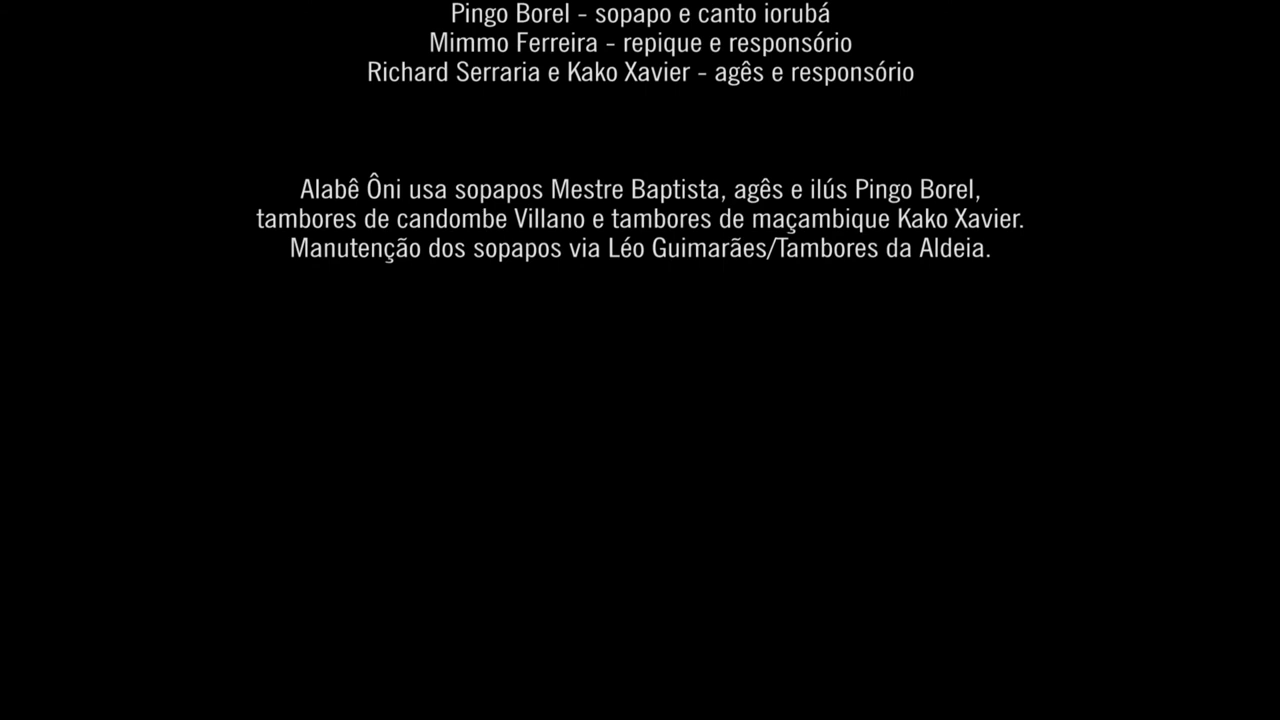 Pingo Borel - sopapo e canto iorubá
Mimmo Ferreira - repique e responsório
Richard Serraria e Kako Xavier - agês e responsório
Alabê Ôni usa sopapos Mestre Baptista, agês e ilús Pingo Borel,
tambores de candombe Villano e tambores de maçambique Kako Xavier.
Manutenção dos sopapos via Léo Guimarães/Tambores da Aldeia.